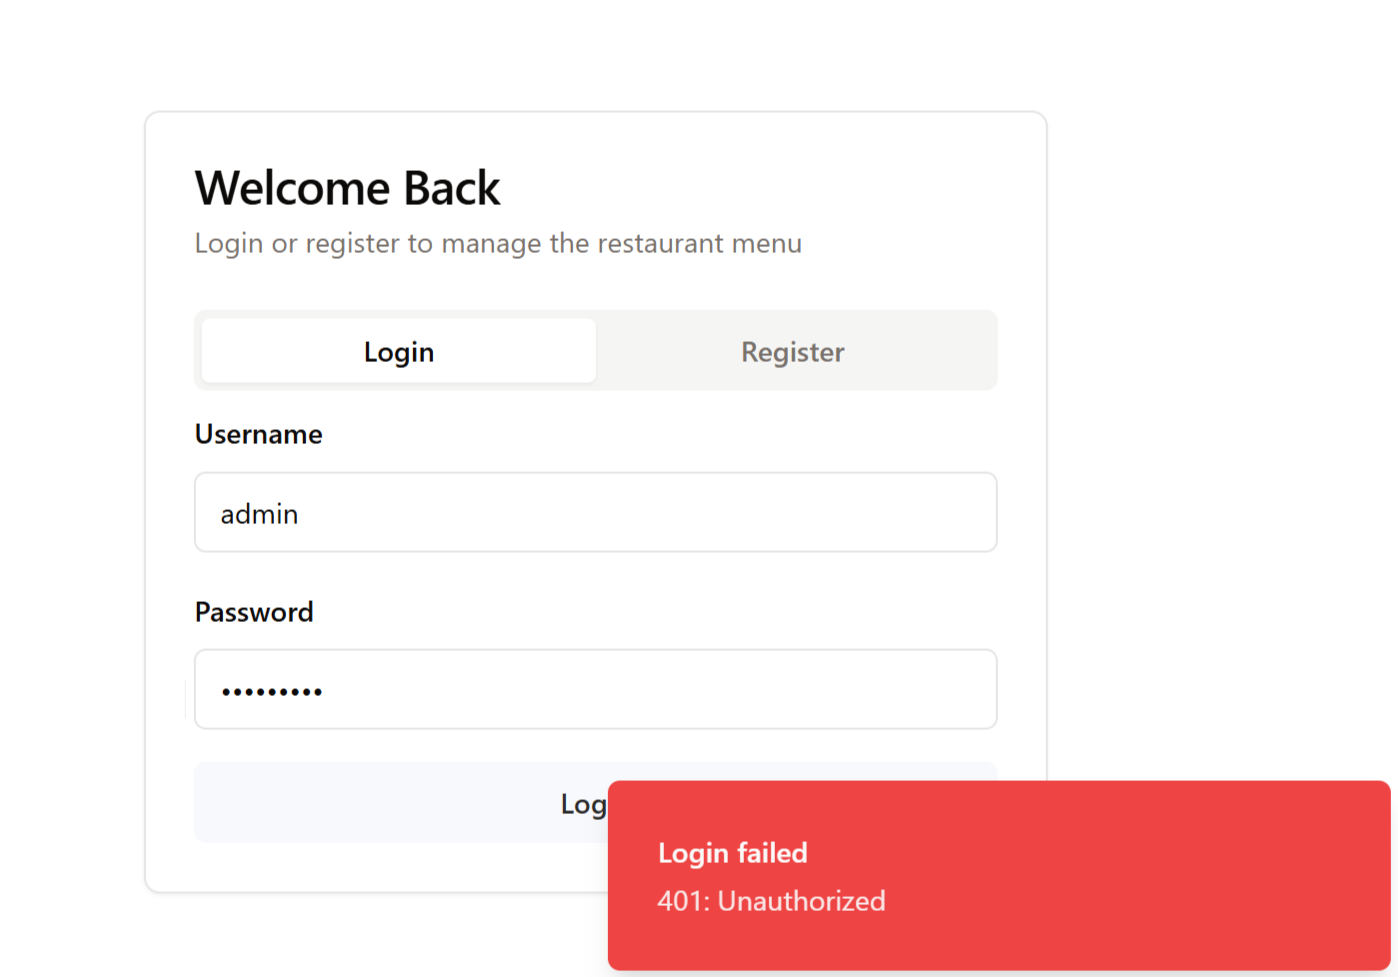 Welcome Back
Login or register to manage the restaurant menu
Login
Register
Username
admin
Password
•••••••••
Log
Login failed
401: Unauthorized